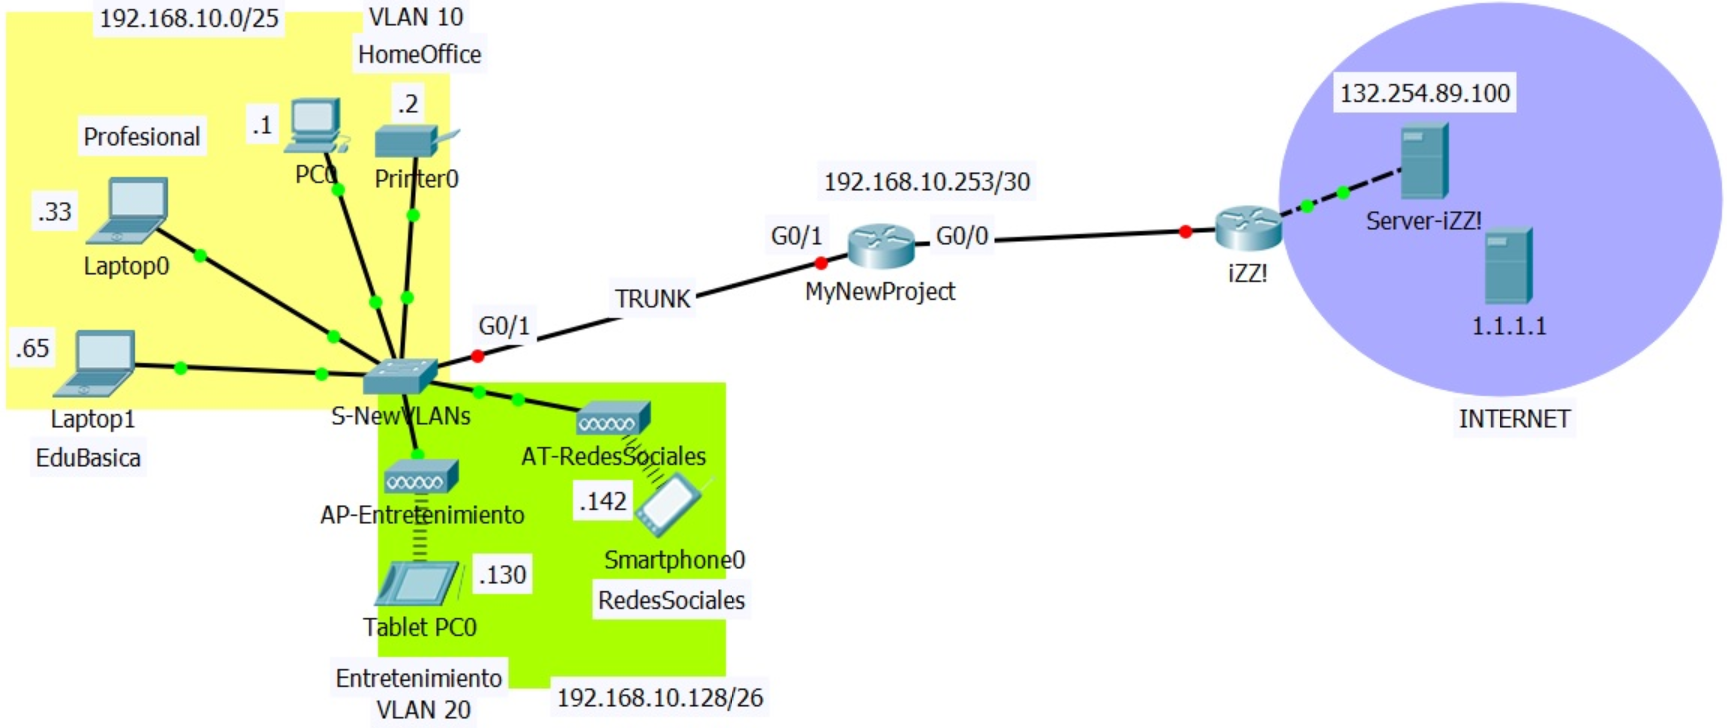 192.168.10.0/25
VLAN 10
HomeOffice
.2
.1
Profesional
PC0
Printer0
.33
Laptop0
.65
Laptop1
EduBasica
S-NewVLANs
G0/1
TRUNK
192.168.10.253/30
G0/1
G0/0
MyNewProject
iZZ!
132.254.89.100
Server-iZZ!
1.1.1.1
INTERNET
AT-RedesSociales
.142
Smartphone0
RedesSociales
AP-Entretenimiento
.130
Tablet PC0
Entretenimiento
VLAN 20
192.168.10.128/26